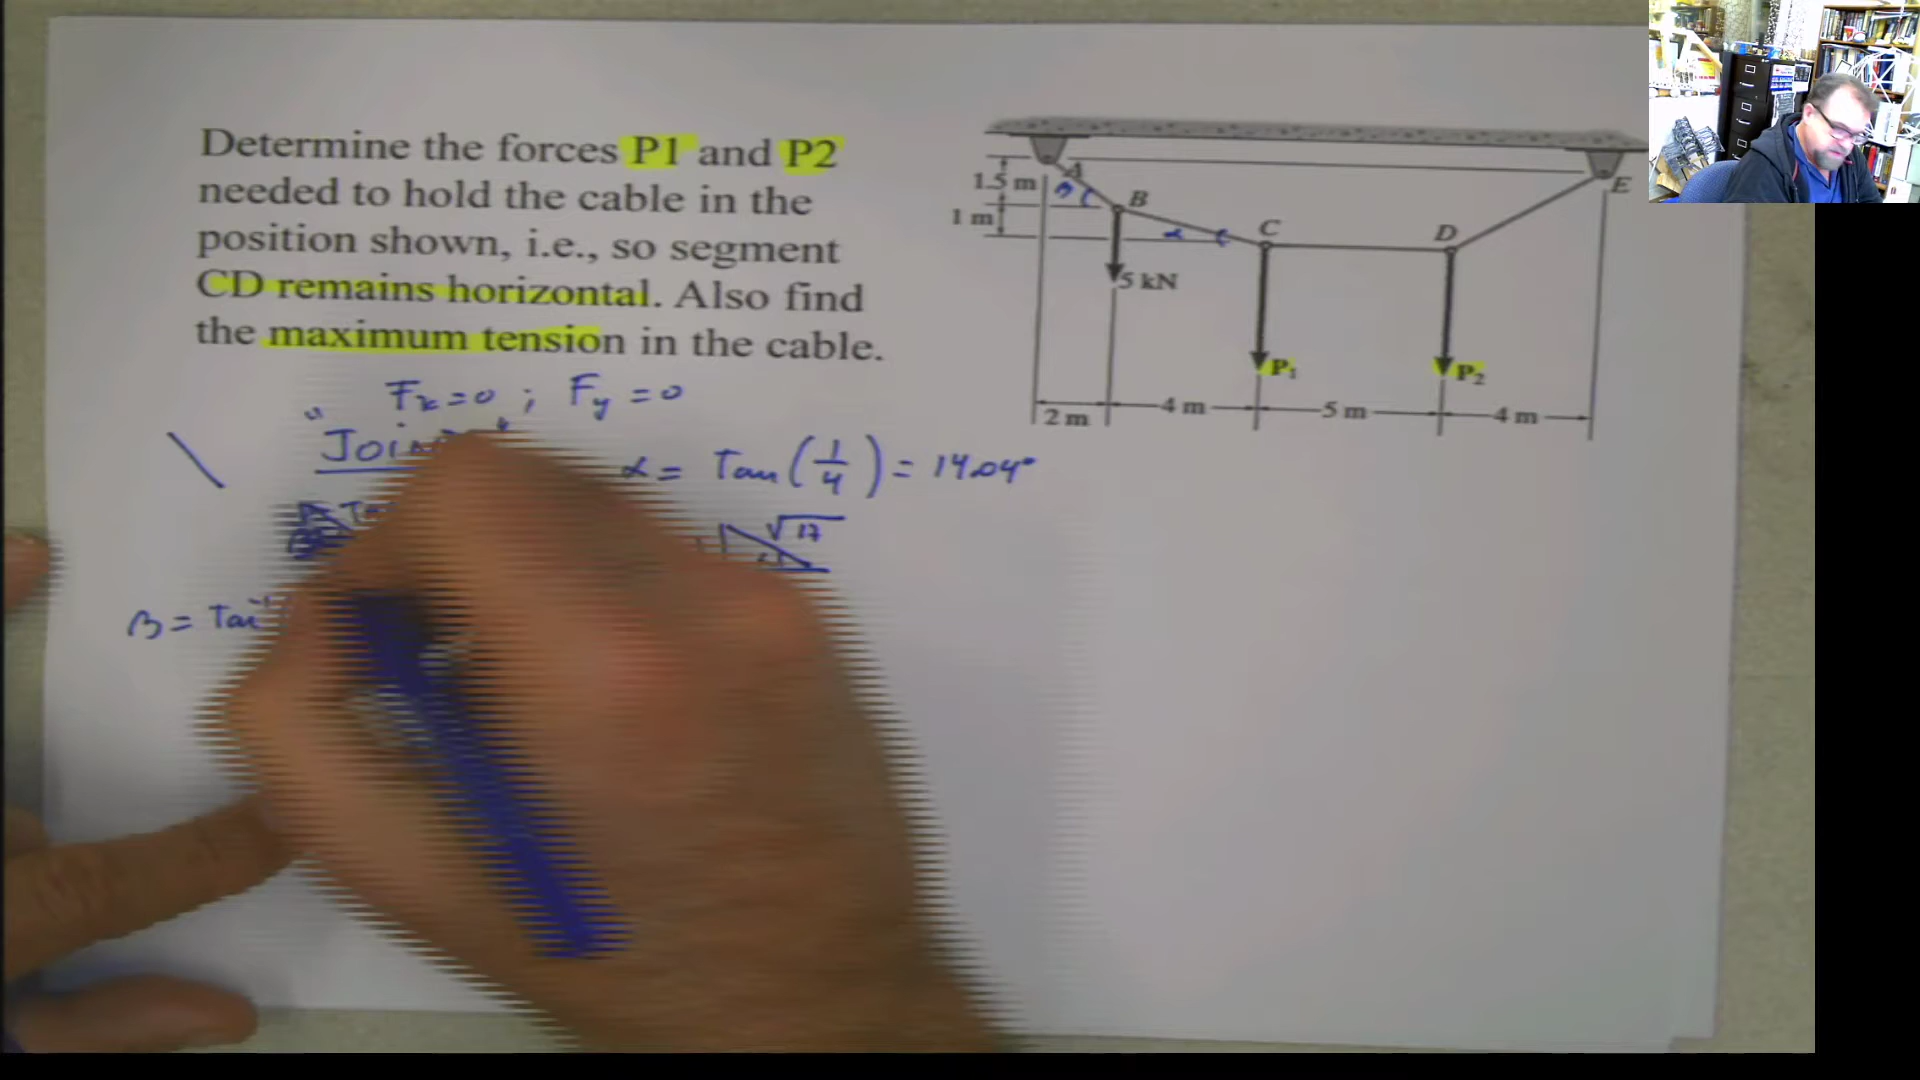 Determine the forces P1 and P2
needed to hold the cable in the
position shown, i.e., so segment
CD remains horizontal. Also find
the maximum tension in the cable.
Fx=0 ; Fy=0
α = Tan(1/4) = 14.04°
√17
β = Tan⁻¹
A
E
1.5 m
B
1 m
α
C
D
5 kN
P₁
P₂
2 m
4 m
5 m
4 m